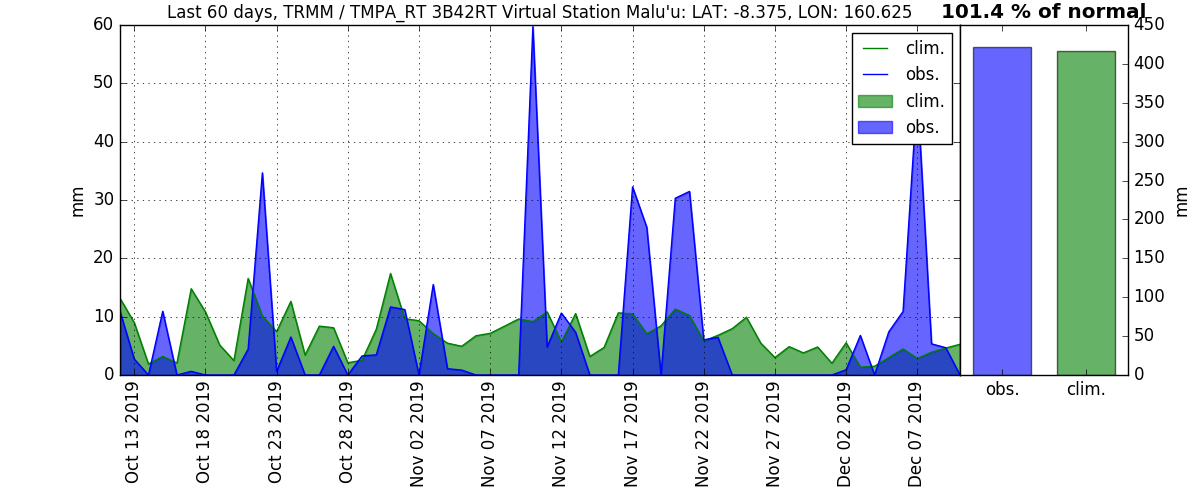 Last 60 days, TRMM / TMPA_RT 3B42RT Virtual Station Malu'u: LAT: -8.375, LON: 160.625
101.4 % of normal
60
50
40
30
20
10
0
mm
clim.
obs.
clim.
obs.
450
400
350
300
250
200
150
100
50
0
mm
obs.
clim.
Oct 13 2019
Oct 18 2019
Oct 23 2019
Oct 28 2019
Nov 02 2019
Nov 07 2019
Nov 12 2019
Nov 17 2019
Nov 22 2019
Nov 27 2019
Dec 02 2019
Dec 07 2019